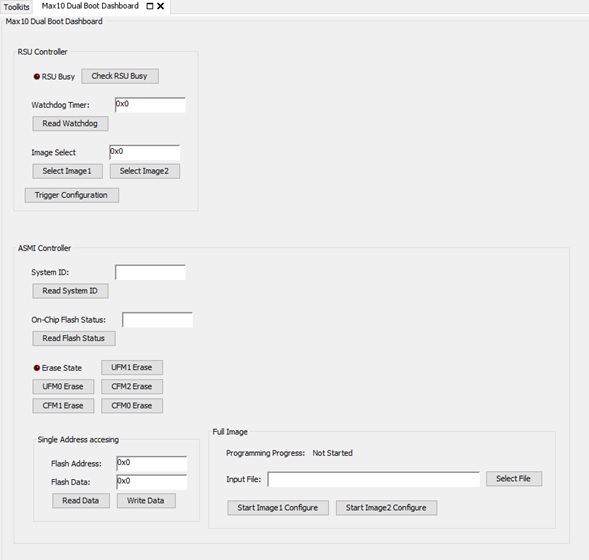 Toolkits Max10 Dual Boot Dashboard
Max10 Dual Boot Dashboard
RSU Controller
RSU Busy Check RSU Busy
Watchdog Timer: 0x0
Read Watchdog
Image Select 0x0
Select Image1 Select Image2
Trigger Configuration
ASMI Controller
System ID:
Read System ID
On-Chip Flash Status:
Read Flash Status
Erase State UFM1 Erase
UFM0 Erase CFM2 Erase
CFM1 Erase CFM0 Erase
Single Address accesing
Flash Address: 0x0
Flash Data: 0x0
Read Data Write Data
Full Image
Programming Progress: Not Started
Input File: Select File
Start Image1 Configure Start Image2 Configure